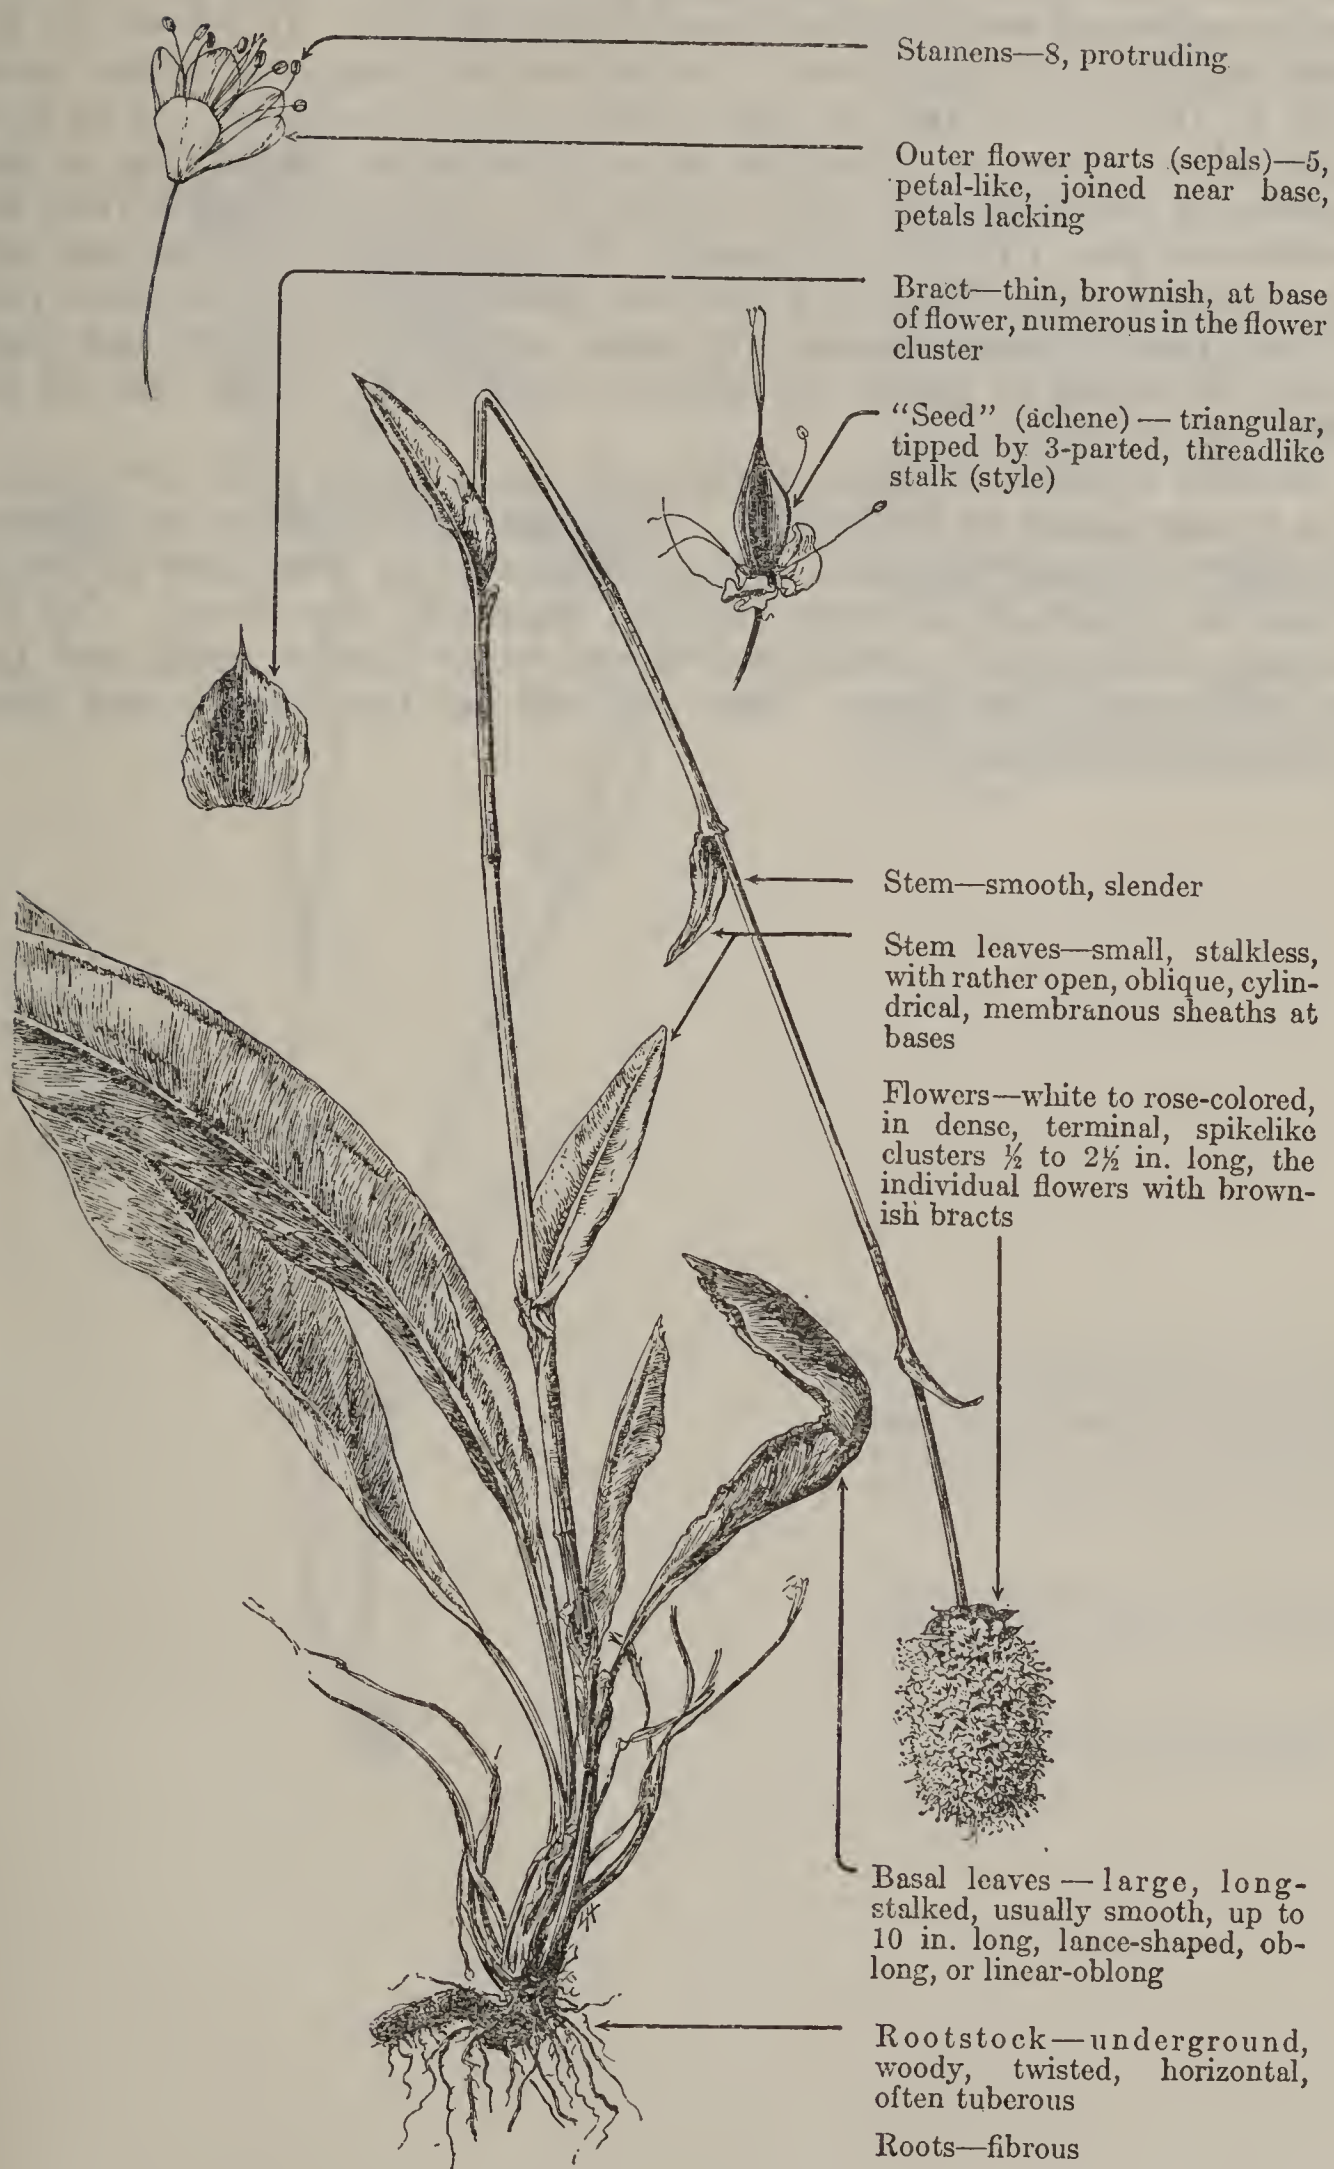 Stamens—8, protruding
Outer flower parts (sepals)—5,
petal-like, joined near base,
petals lacking
Bract—thin, brownish, at base
of flower, numerous in the flower
cluster
“Seed” (achene) — triangular,
tipped by 3-parted, threadlike
stalk (style)
Stem—smooth, slender
Stem leaves—small, stalkless,
with rather open, oblique, cylin-
drical, membranous sheaths at
bases
Flowers—white to rose-colored,
in dense, terminal, spikelike
clusters ½ to 2½ in. long, the
individual flowers with brown-
ish bracts
Basal leaves — large, long-
stalked, usually smooth, up to
10 in. long, lance-shaped, ob-
long, or linear-oblong
Rootstock—underground,
woody, twisted, horizontal,
often tuberous
Roots—fibrous